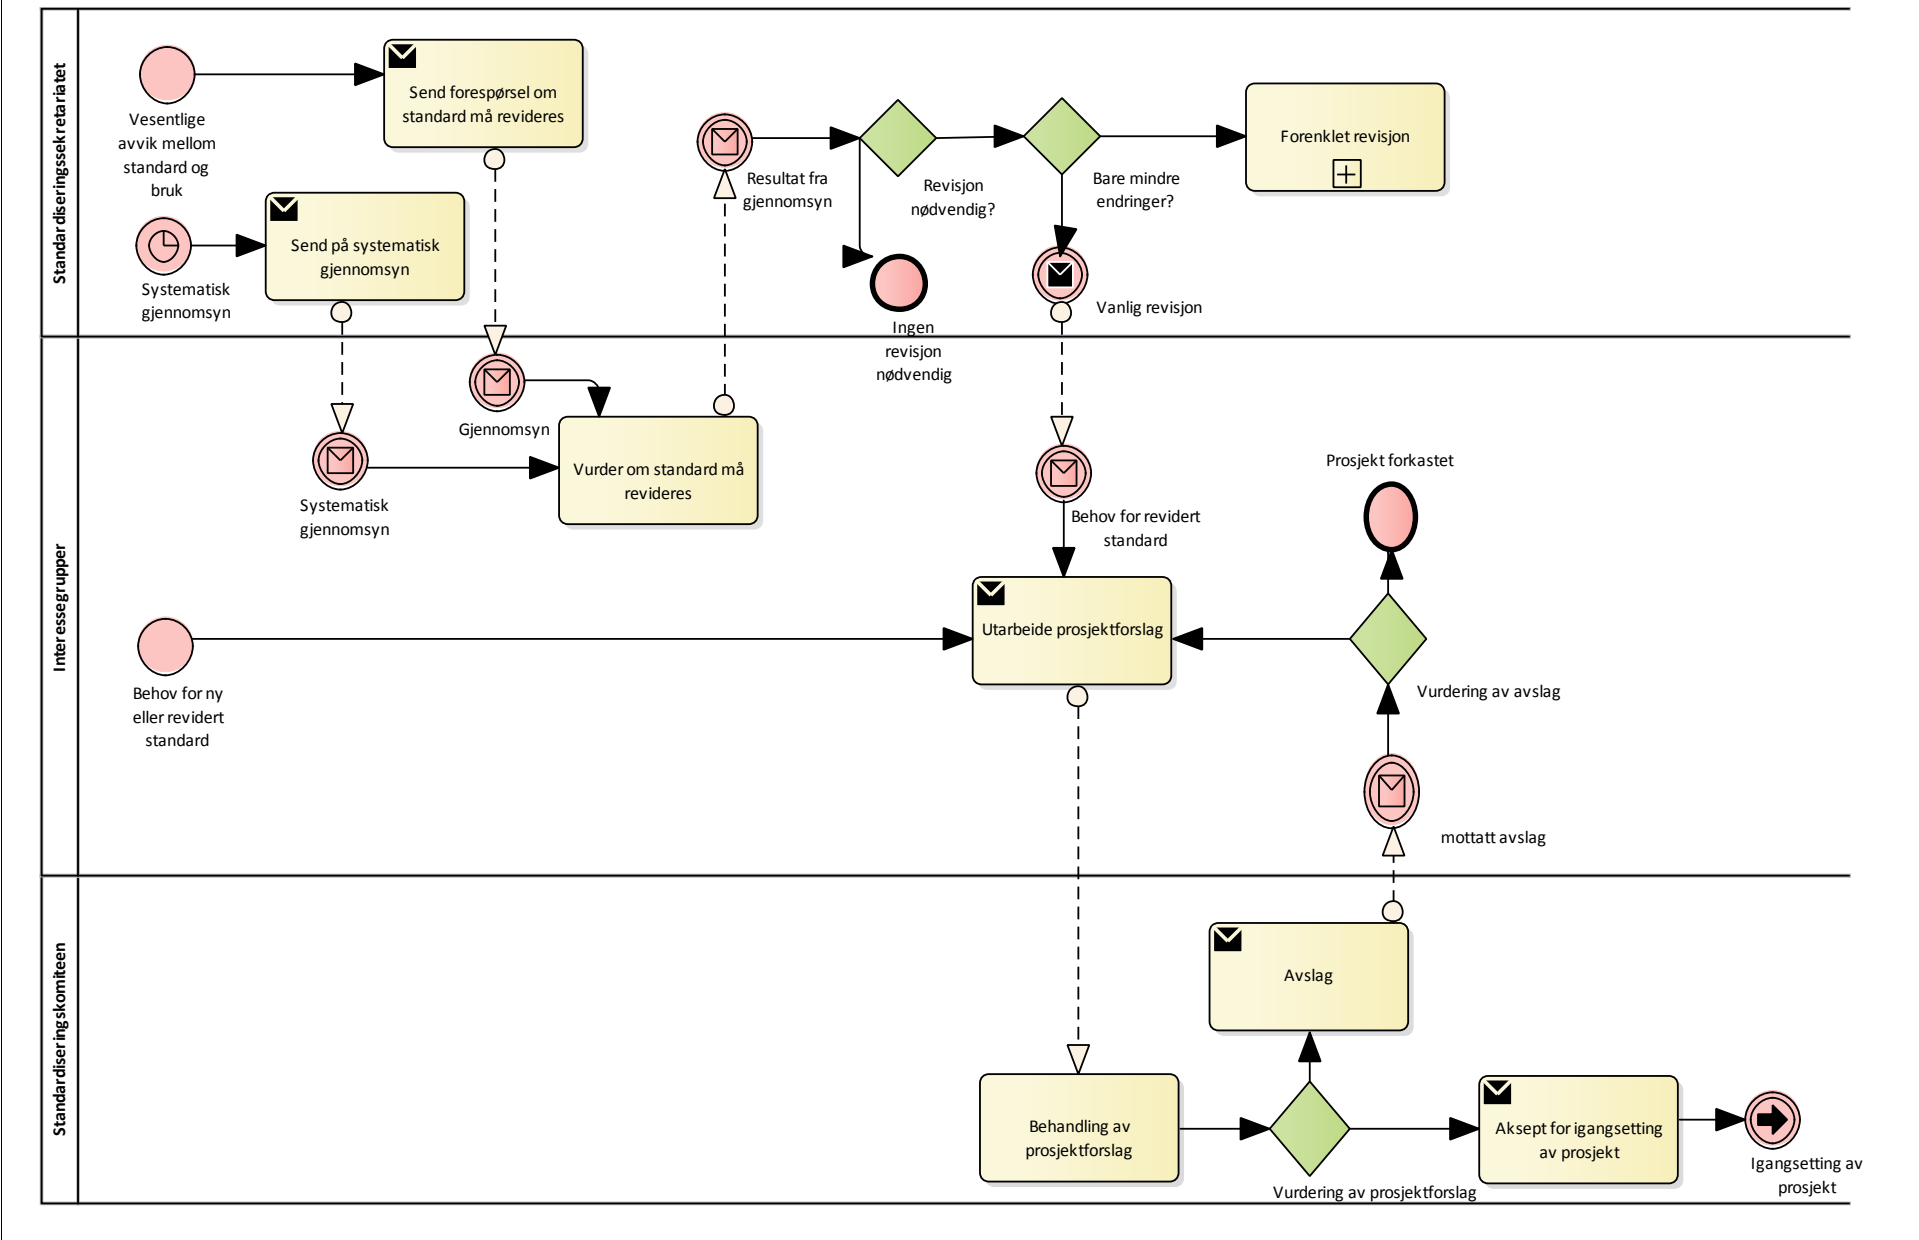 Standardiseringssekretariatet
Vesentlige
avvik mellom
standard og
bruk
Send forespørsel om
standard må revideres
Systematisk
gjennomsyn
Send på systematisk
gjennomsyn
Resultat fra
gjennomsyn
Revisjon
nødvendig?
Bare mindre
endringer?
Forenklet revisjon
Ingen
revisjon
nødvendig
Vanlig revisjon
Interessegrupper
Gjennomsyn
Systematisk
gjennomsyn
Vurder om standard må
revideres
Behov for revidert
standard
Prosjekt forkastet
Behov for ny
eller revidert
standard
Utarbeide prosjektforslag
Vurdering av avslag
mottatt avslag
Standardiseringskomiteen
Avslag
Behandling av
prosjektforslag
Vurdering av prosjektforslag
Aksept for igangsetting
av prosjekt
Igangsetting av
prosjekt